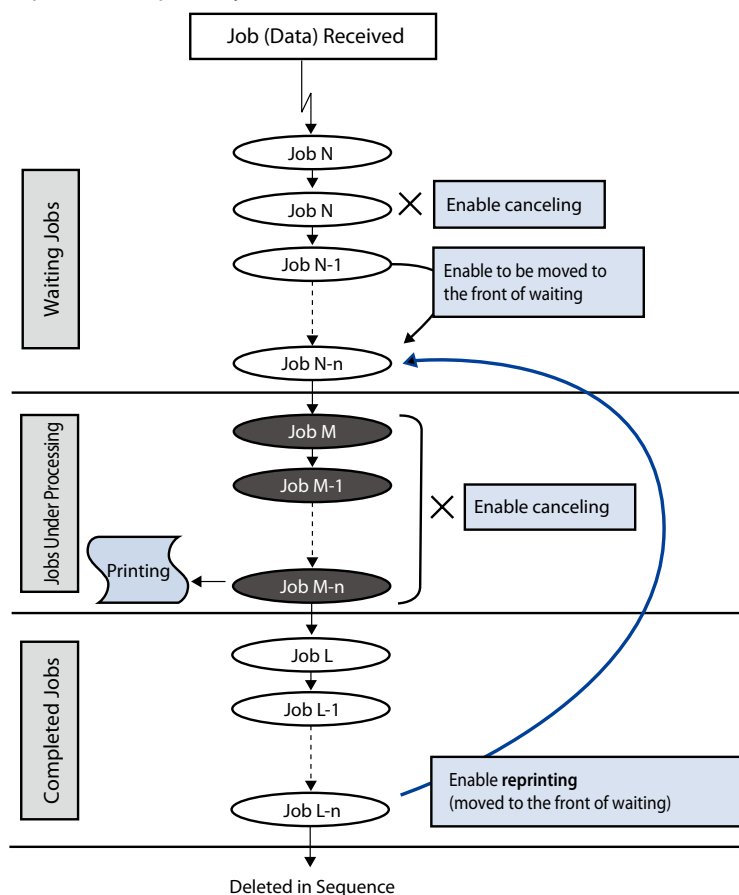 Job (Data) Received
Waiting Jobs
Job N
Job N
Enable canceling
Job N-1
Enable to be moved to
the front of waiting
Job N-n
Jobs Under Processing
Job M
Job M-1
Enable canceling
Printing
Job M-n
Completed Jobs
Job L
Job L-1
Enable reprinting
(moved to the front of waiting)
Job L-n
Deleted in Sequence